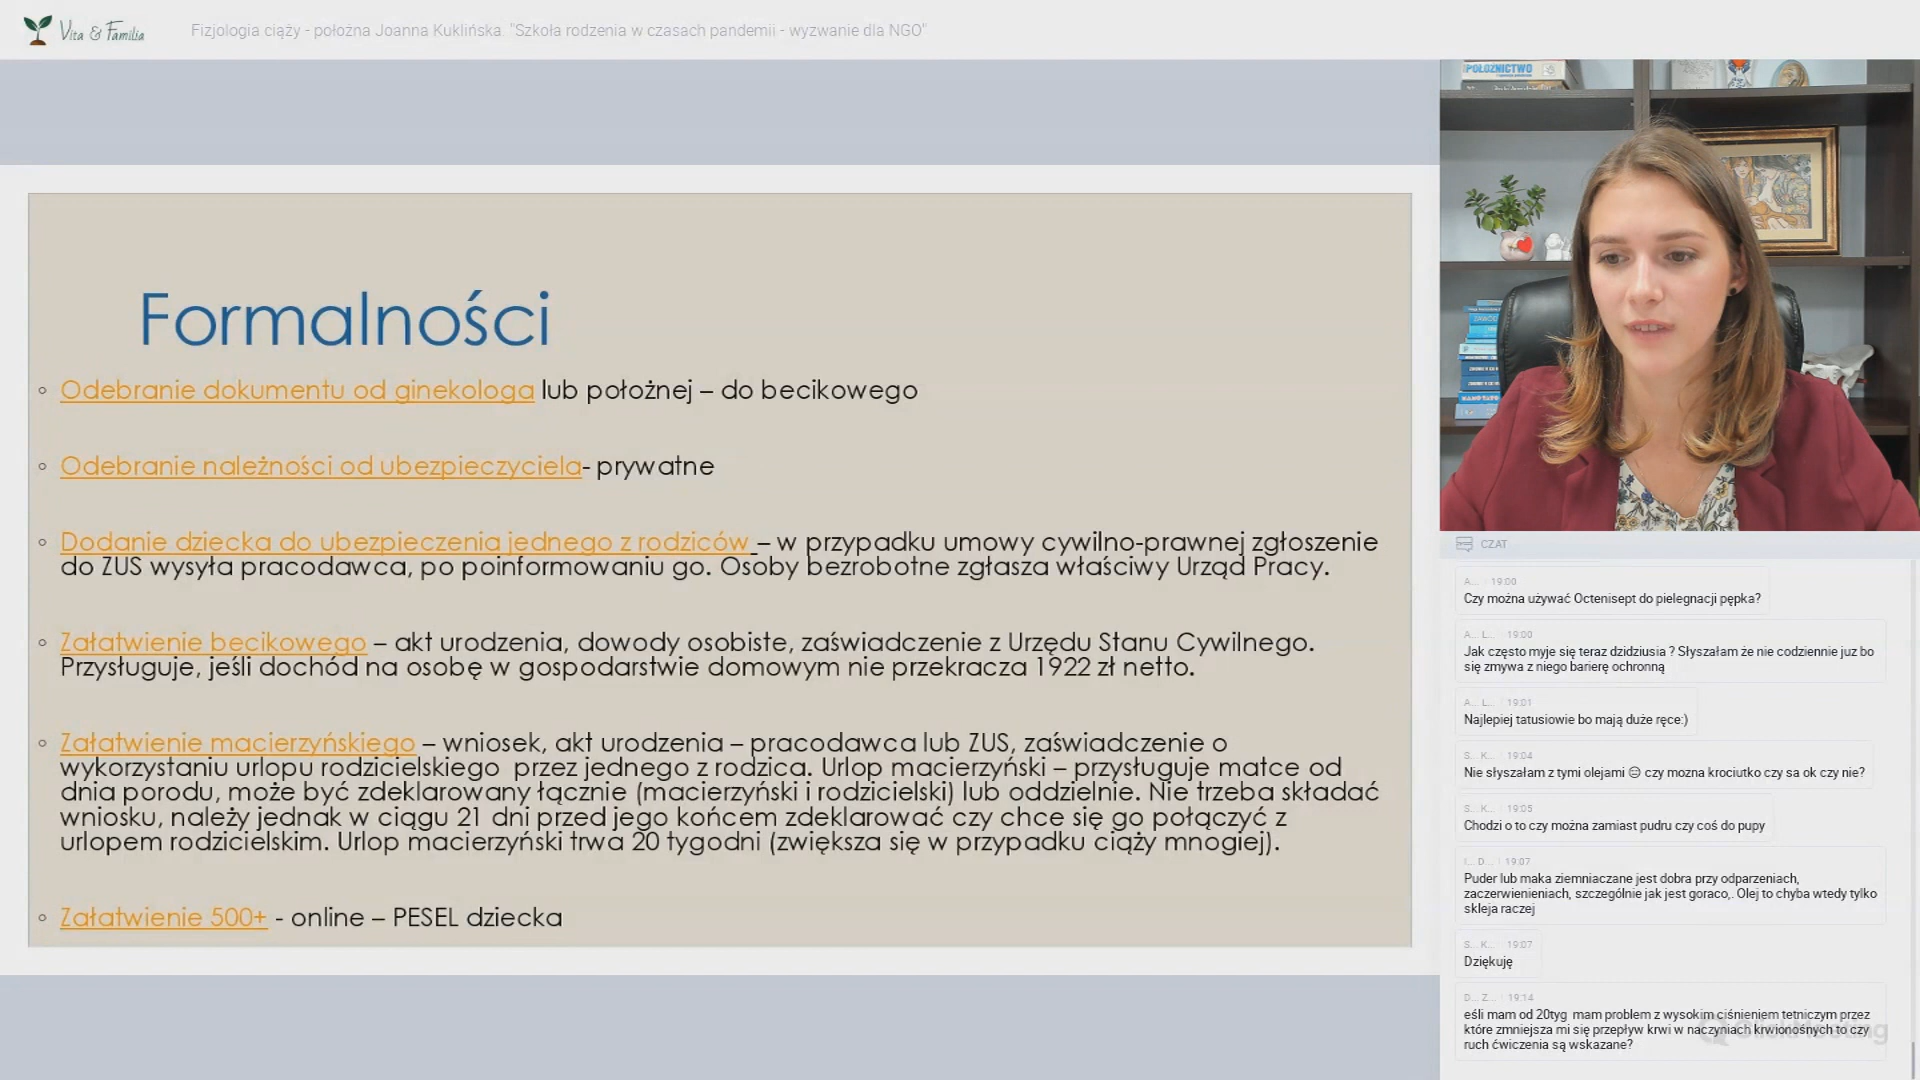 Vita & Familia
Fizjologia ciąży - położna Joanna Kuklińska. "Szkoła rodzenia w czasach pandemii - wyzwanie dla NGO"
POŁOŻNICTWO
Formalności
Odebranie dokumentu od ginekologa lub położnej – do becikowego
Odebranie należności od ubezpieczyciela- prywatne
Dodanie dziecka do ubezpieczenia jednego z rodziców – w przypadku umowy cywilno-prawnej zgłoszenie
do ZUS wysyła pracodawca, po poinformowaniu go. Osoby bezrobotne zgłasza właściwy Urząd Pracy.
Załatwienie becikowego – akt urodzenia, dowody osobiste, zaświadczenie z Urzędu Stanu Cywilnego.
Przysługuje, jeśli dochód na osobę w gospodarstwie domowym nie przekracza 1922 zł netto.
Załatwienie macierzyńskiego – wniosek, akt urodzenia – pracodawca lub ZUS, zaświadczenie o
wykorzystaniu urlopu rodzicielskiego przez jednego z rodzica. Urlop macierzyński – przysługuje matce od
dnia porodu, może być zdeklarowany łącznie (macierzyński i rodzicielski) lub oddzielnie. Nie trzeba składać
wniosku, należy jednak w ciągu 21 dni przed jego końcem zdeklarować czy chce się go połączyć z
urlopem rodzicielskim. Urlop macierzyński trwa 20 tygodni (zwiększa się w przypadku ciąży mnogiej).
Załatwienie 500+ - online – PESEL dziecka
CZAT
A... 19:00
Czy można używać Octenisept do pielegnacji pępka?
A... L... 19:00
Jak często myje się teraz dzidziusia ? Słyszałam że nie codziennie juz bo
się zmywa z niego barierę ochronną
A... L... 19:01
Najlepiej tatusiowie bo mają duże ręce:)
S... K... 19:04
Nie słyszałam z tymi olejami 😑 czy mozna krociutko czy sa ok czy nie?
S... K... 19:05
Chodzi o to czy można zamiast pudru czy coś do pupy
I... D... 19:07
Puder lub maka ziemniaczane jest dobra przy odparzeniach,
zaczerwienieniach, szczególnie jak jest goraco,. Olej to chyba wtedy tylko
skleja raczej
S... K... 19:07
Dziękuję
D... Z... 19:14
eśli mam od 20tyg mam problem z wysokim ciśnieniem tetniczym przez
które zmniejsza mi się przepływ krwi w naczyniach krwionośnych to czy
ruch ćwiczenia są wskazane?
ClickMeeting